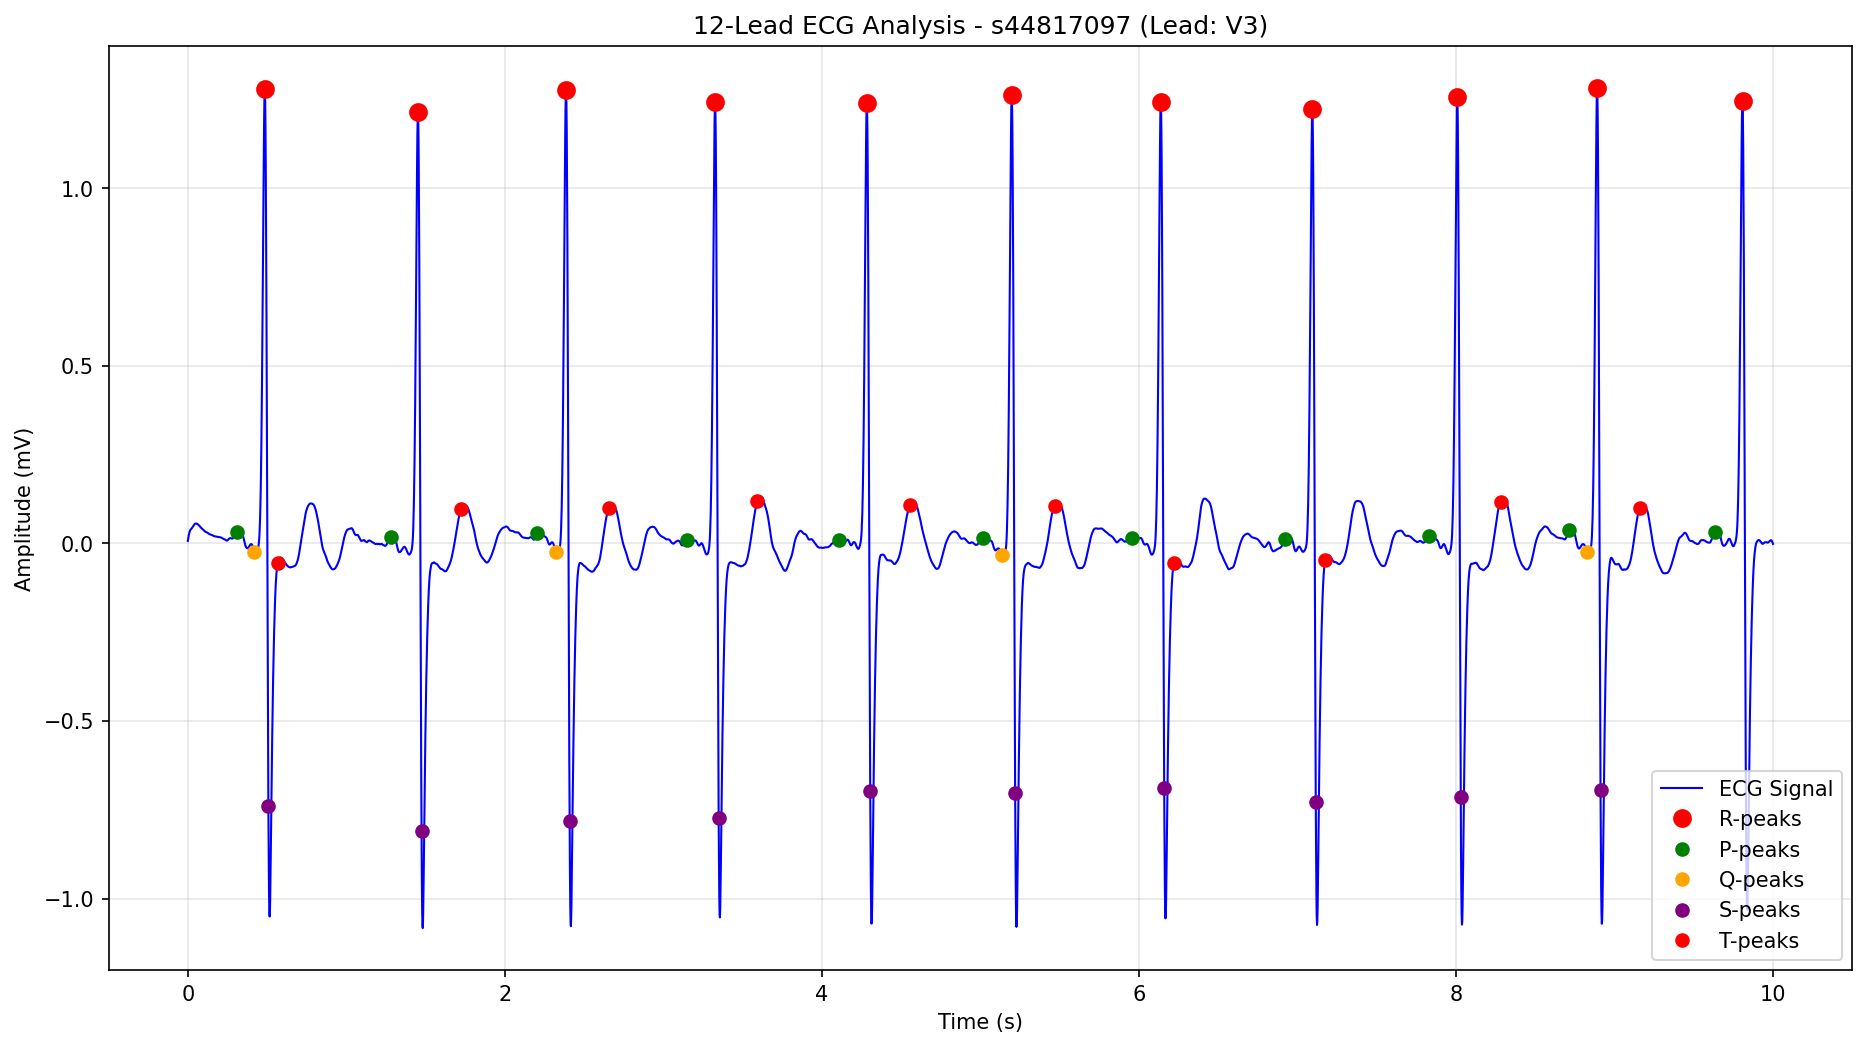 12-Lead ECG Analysis - s44817097 (Lead: V3)
Amplitude (mV)
1.0
0.5
0.0
−0.5
−1.0
ECG Signal
R-peaks
P-peaks
Q-peaks
S-peaks
T-peaks
0 2 4 6 8 10
Time (s)